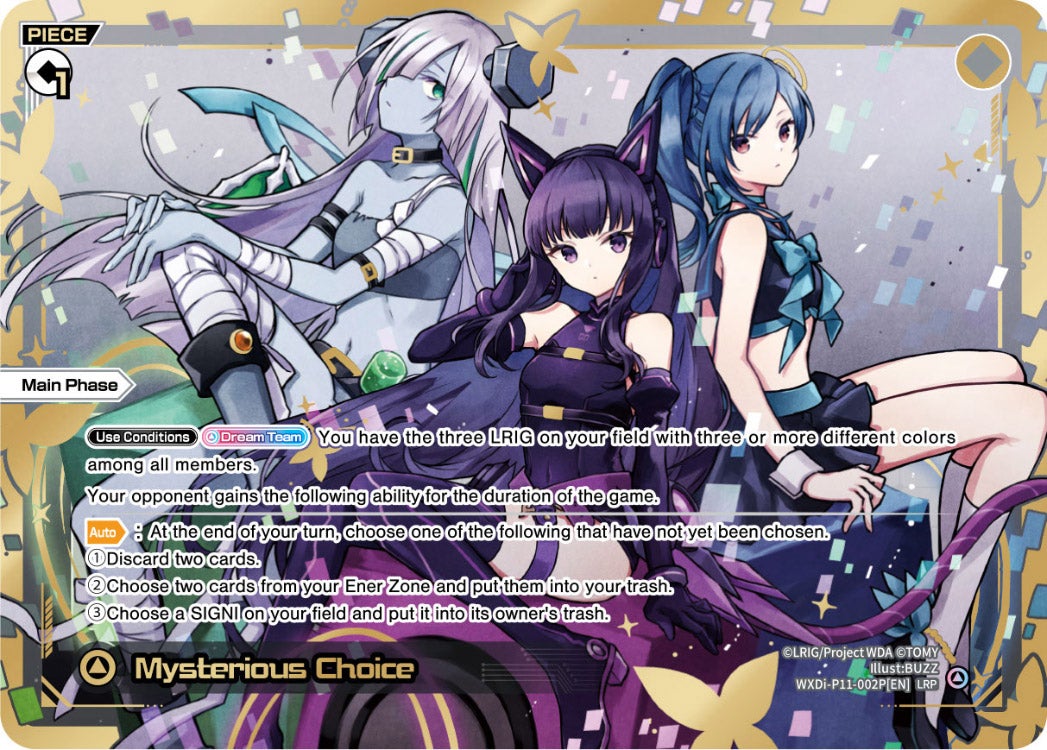 PIECE
1
Main Phase
Use Conditions Dream Team You have the three LRIG on your field with three or more different colors
among all members.
Your opponent gains the following ability for the duration of the game.
Auto : At the end of your turn, choose one of the following that have not yet been chosen.
①Discard two cards.
②Choose two cards from your Ener Zone and put them into your trash.
③Choose a SIGNI on your field and put it into its owner's trash.
Mysterious Choice
©LRIG/Project WDA ©TOMY
Illust:BUZZ
WXDi-P11-002P[EN] LRP